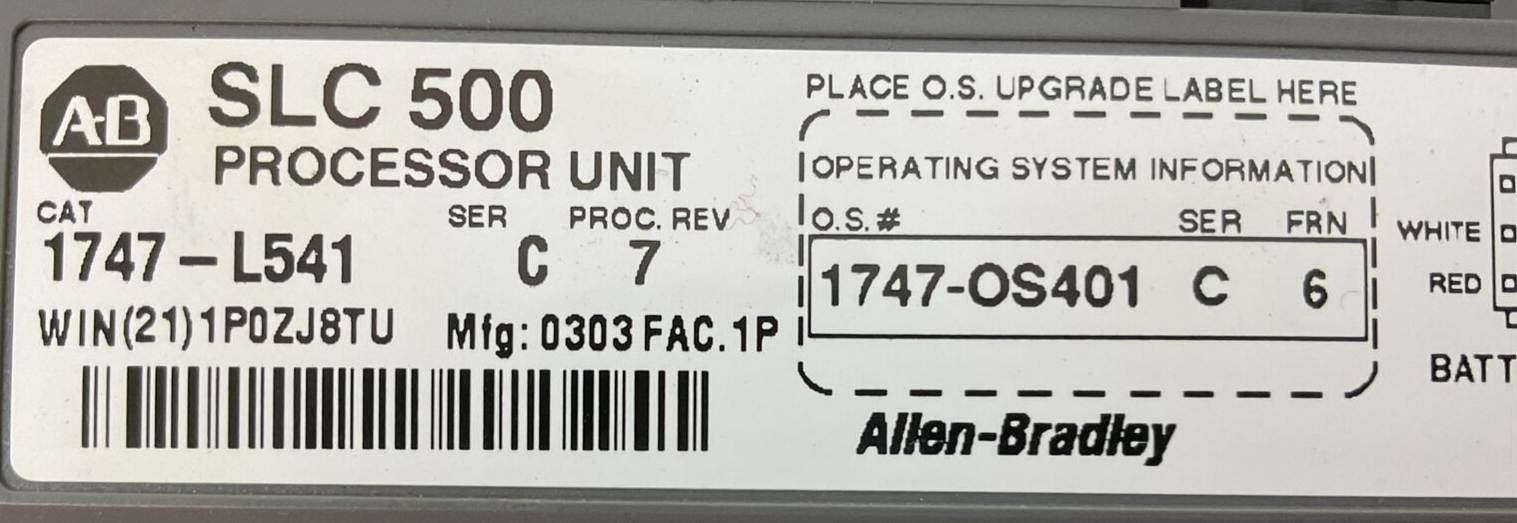 A-B
SLC 500
PROCESSOR UNIT
CAT SER PROC. REV
1747-L541 C 7
WIN(21)1P0ZJ8TU Mfg: 0303 FAC.1P
PLACE O.S. UPGRADE LABEL HERE
OPERATING SYSTEM INFORMATION
O.S.# SER FRN
1747-OS401 C 6
Allen-Bradley
WHITE
RED
BATT